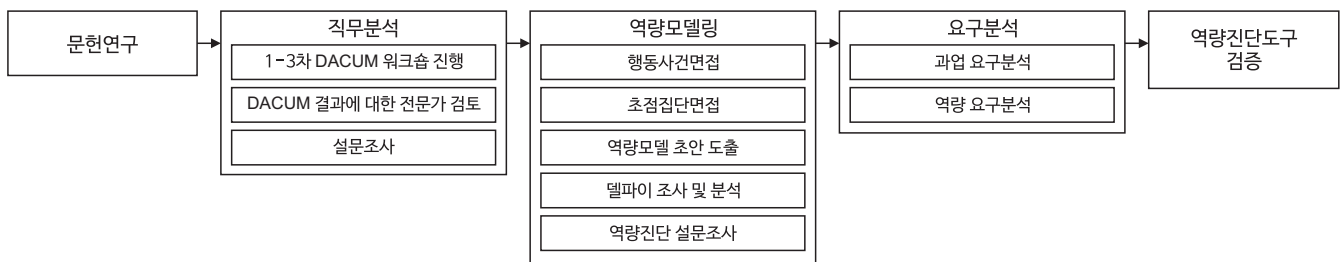 문헌연구
직무분석
1-3차 DACUM 워크숍 진행
DACUM 결과에 대한 전문가 검토
설문조사
역량모델링
행동사건면접
초점집단면접
역량모델 초안 도출
델파이 조사 및 분석
역량진단 설문조사
요구분석
과업 요구분석
역량 요구분석
역량진단도구
검증